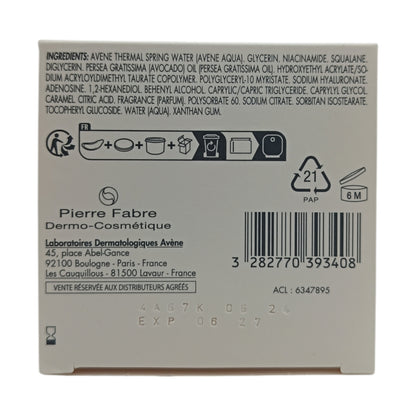 INGREDIENTS: AVENE THERMAL SPRING WATER (AVENE AQUA). GLYCERIN. NIACINAMIDE. SQUALANE.
DIGLYCERIN. PERSEA GRATISSIMA (AVOCADO) OIL (PERSEA GRATISSIMA OIL). HYDROXYETHYL ACRYLATE/SO-
DIUM ACRYLOYLDIMETHYL TAURATE COPOLYMER. POLYGLYCERYL-10 MYRISTATE. SODIUM HYALURONATE.
ADENOSINE. 1,2-HEXANEDIOL. BEHENYL ALCOHOL. CAPRYLIC/CAPRIC TRIGLYCERIDE. CAPRYLYL GLYCOL.
CARAMEL. CITRIC ACID. FRAGRANCE (PARFUM). POLYSORBATE 60. SODIUM CITRATE. SORBITAN ISOSTEARATE.
TOCOPHERYL GLUCOSIDE. WATER (AQUA). XANTHAN GUM.
FR
21
PAP
6 M
Pierre Fabre
Dermo-Cosmétique
Laboratoires Dermatologiques Avène
45, place Abel-Gance
92100 Boulogne - Paris - France
Les Cauquillous - 81500 Lavaur - France
VENTE RÉSERVÉE AUX DISTRIBUTEURS AGRÉÉS
3 282770 393408
ACL : 6347895
4A67K 06 24
EXP 06 27